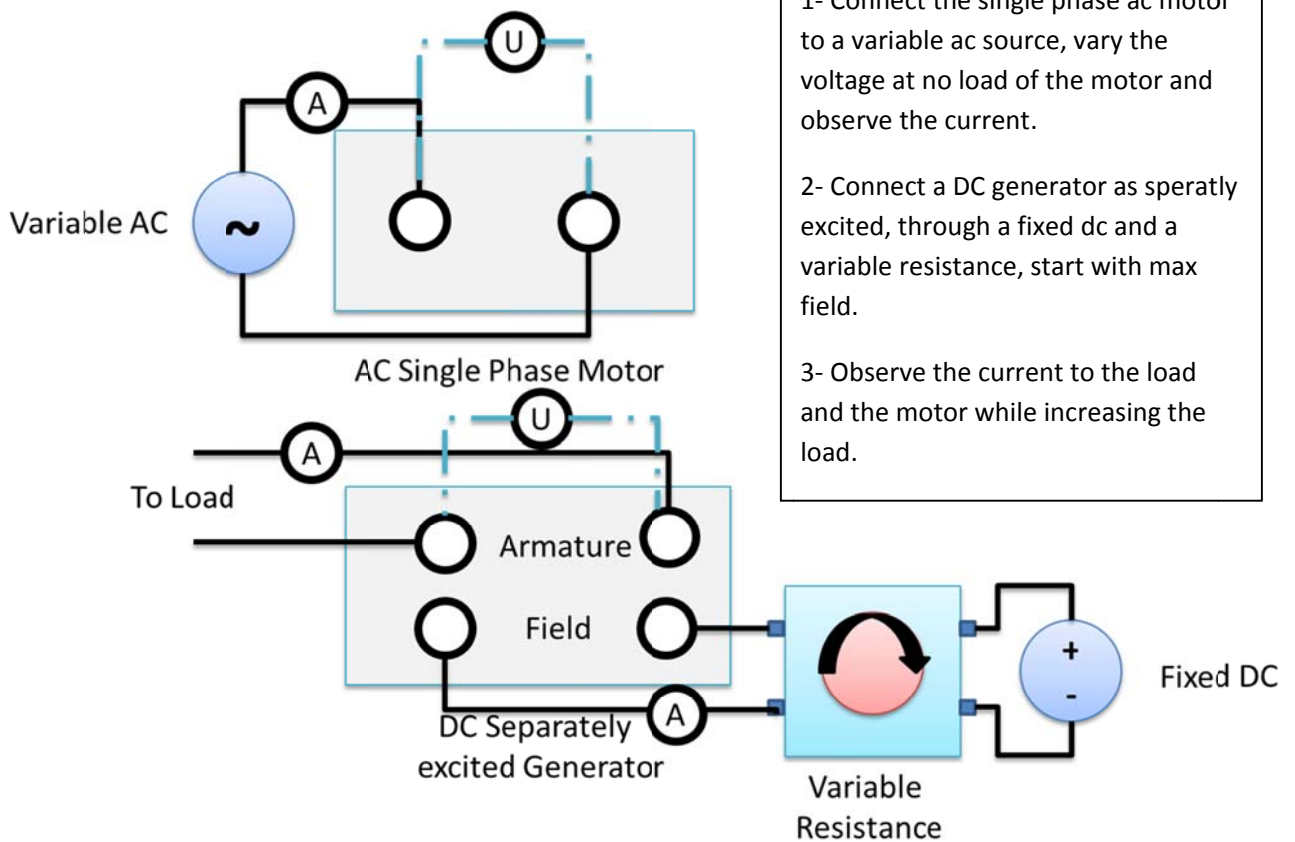 1- Connect the single phase ac motor
to a variable ac source, vary the
voltage at no load of the motor and
observe the current.
2- Connect a DC generator as speratly
excited, through a fixed dc and a
variable resistance, start with max
field.
3- Observe the current to the load
and the motor while increasing the
load.
U
A
Variable AC
~
AC Single Phase Motor
U
A
To Load
Armature
Field
+
-
Fixed DC
A
DC Separately
excited Generator
Variable
Resistance